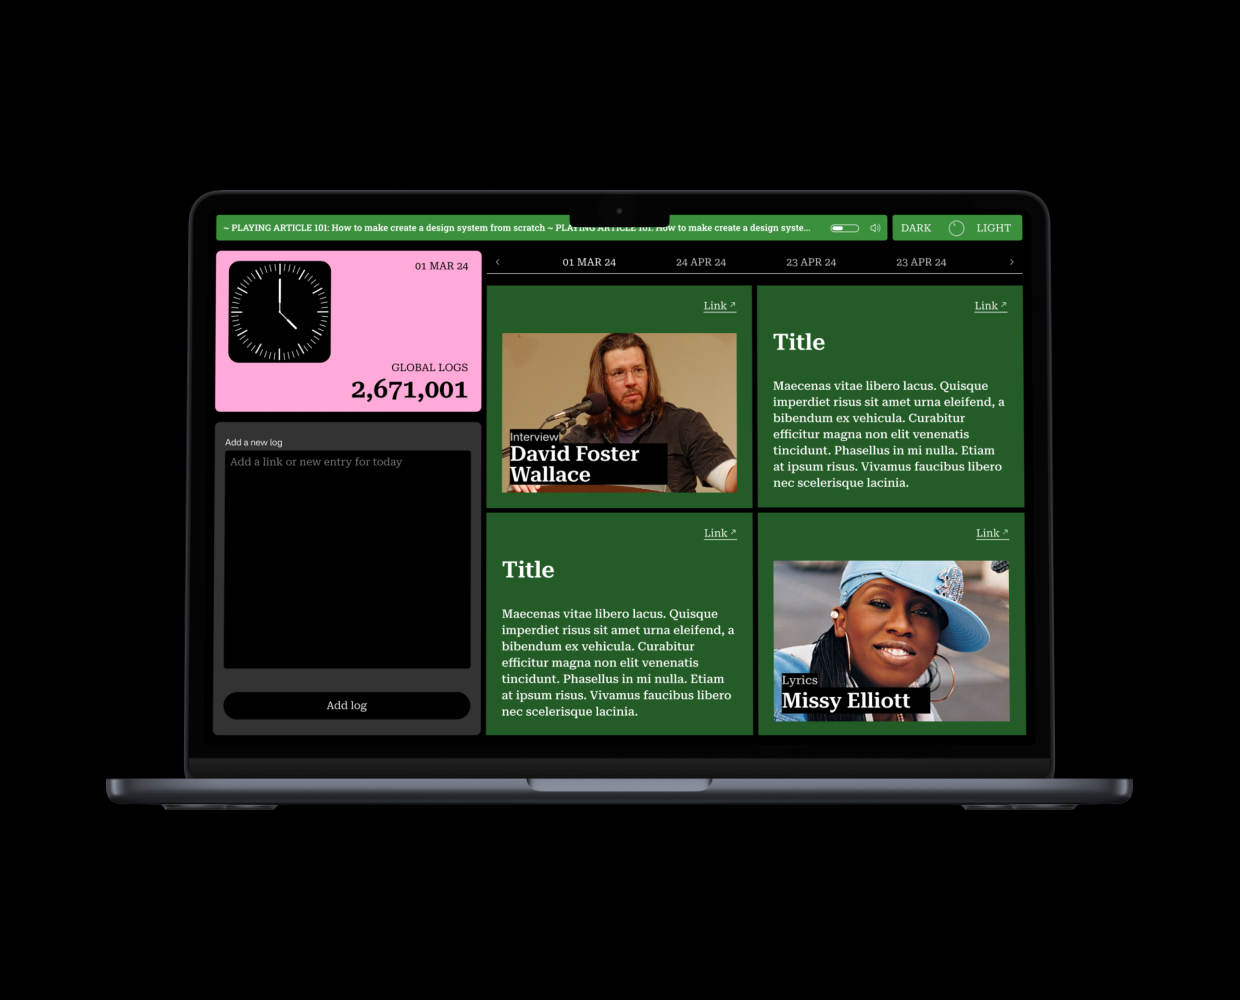 ~ PLAYING ARTICLE 101: How to make create a design system from scratch ~ PLAYING ARTICLE 101: How to make create a design syste...
DARK
LIGHT
01 MAR 24
GLOBAL LOGS
2,671,001
Add a new log
Add a link or new entry for today
Add log
‹
01 MAR 24
24 APR 24
23 APR 24
23 APR 24
›
Link ↗
Interview
David Foster
Wallace
Link ↗
Title
Maecenas vitae libero lacus. Quisque
imperdiet risus sit amet urna eleifend, a
bibendum ex vehicula. Curabitur
efficitur magna non elit venenatis
tincidunt. Phasellus in mi nulla. Etiam
at ipsum risus. Vivamus faucibus libero
nec scelerisque lacinia.
Link ↗
Title
Maecenas vitae libero lacus. Quisque
imperdiet risus sit amet urna eleifend, a
bibendum ex vehicula. Curabitur
efficitur magna non elit venenatis
tincidunt. Phasellus in mi nulla. Etiam
at ipsum risus. Vivamus faucibus libero
nec scelerisque lacinia.
Link ↗
Lyrics
Missy Elliott